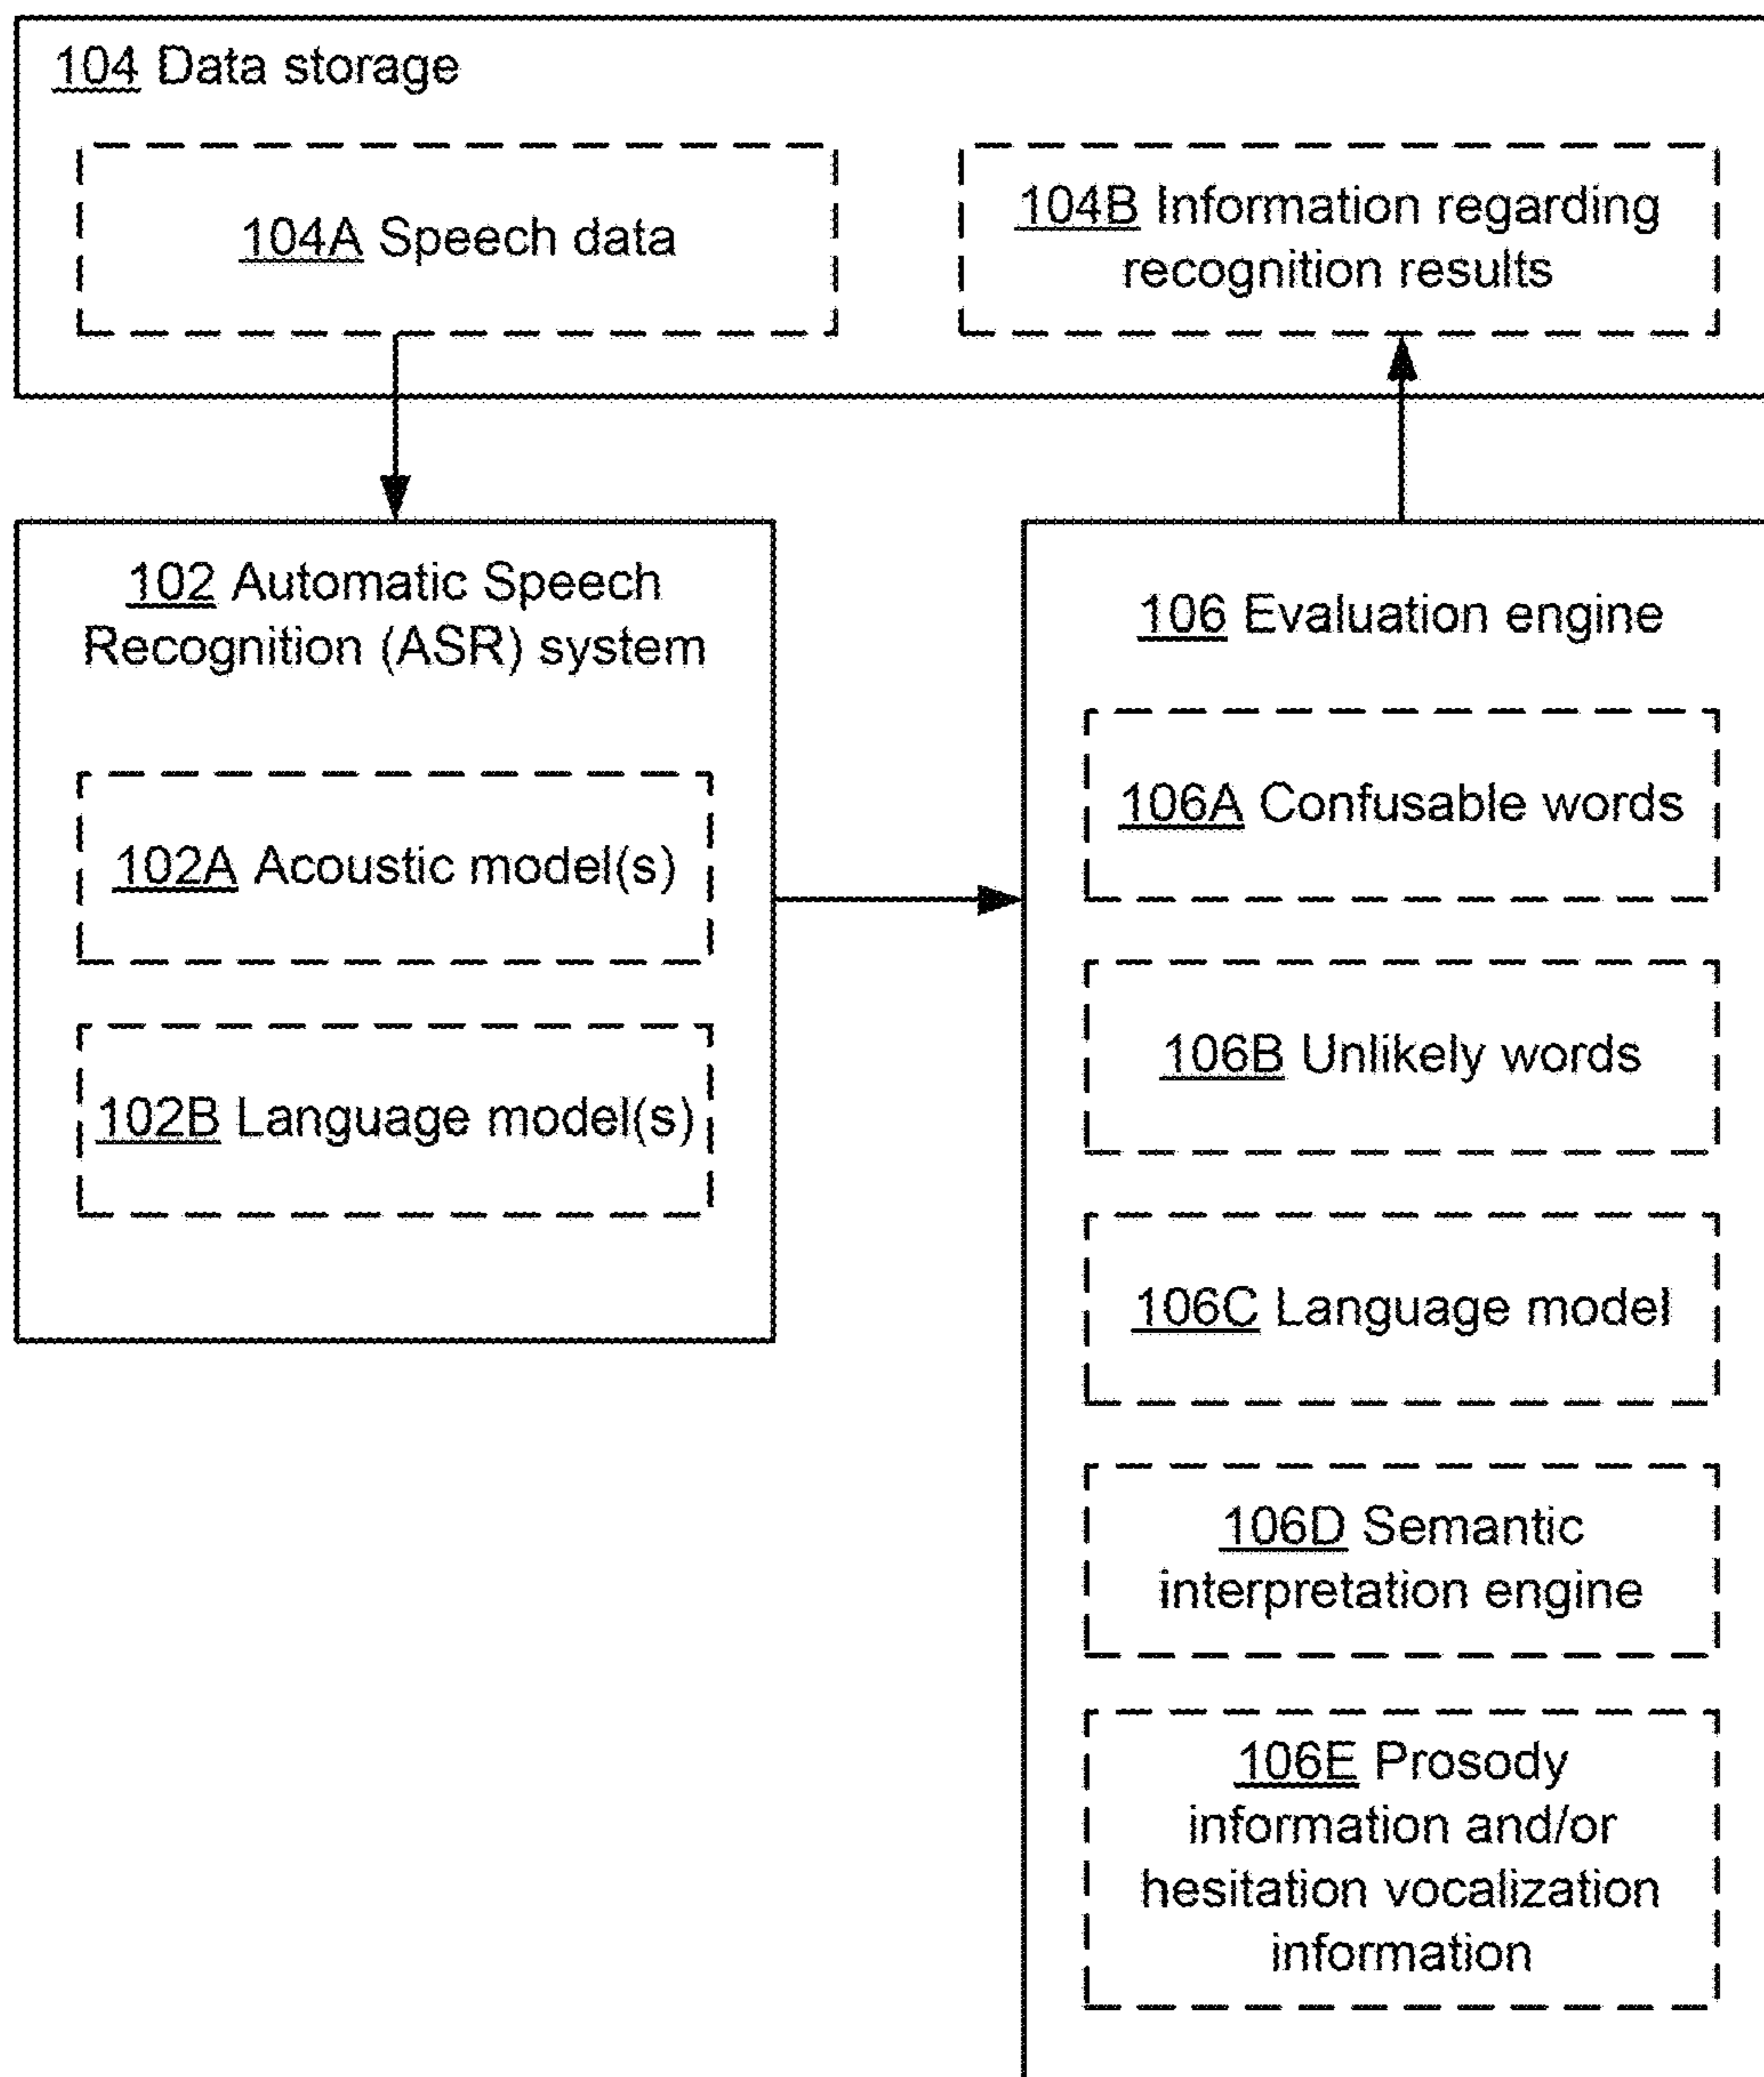 104 Data storage
104A Speech data
104B Information regarding
recognition results
102 Automatic Speech
Recognition (ASR) system
102A Acoustic model(s)
102B Language model(s)
106 Evaluation engine
106A Confusable words
106B Unlikely words
106C Language model
106D Semantic
interpretation engine
106E Prosody
information and/or
hesitation vocalization
information